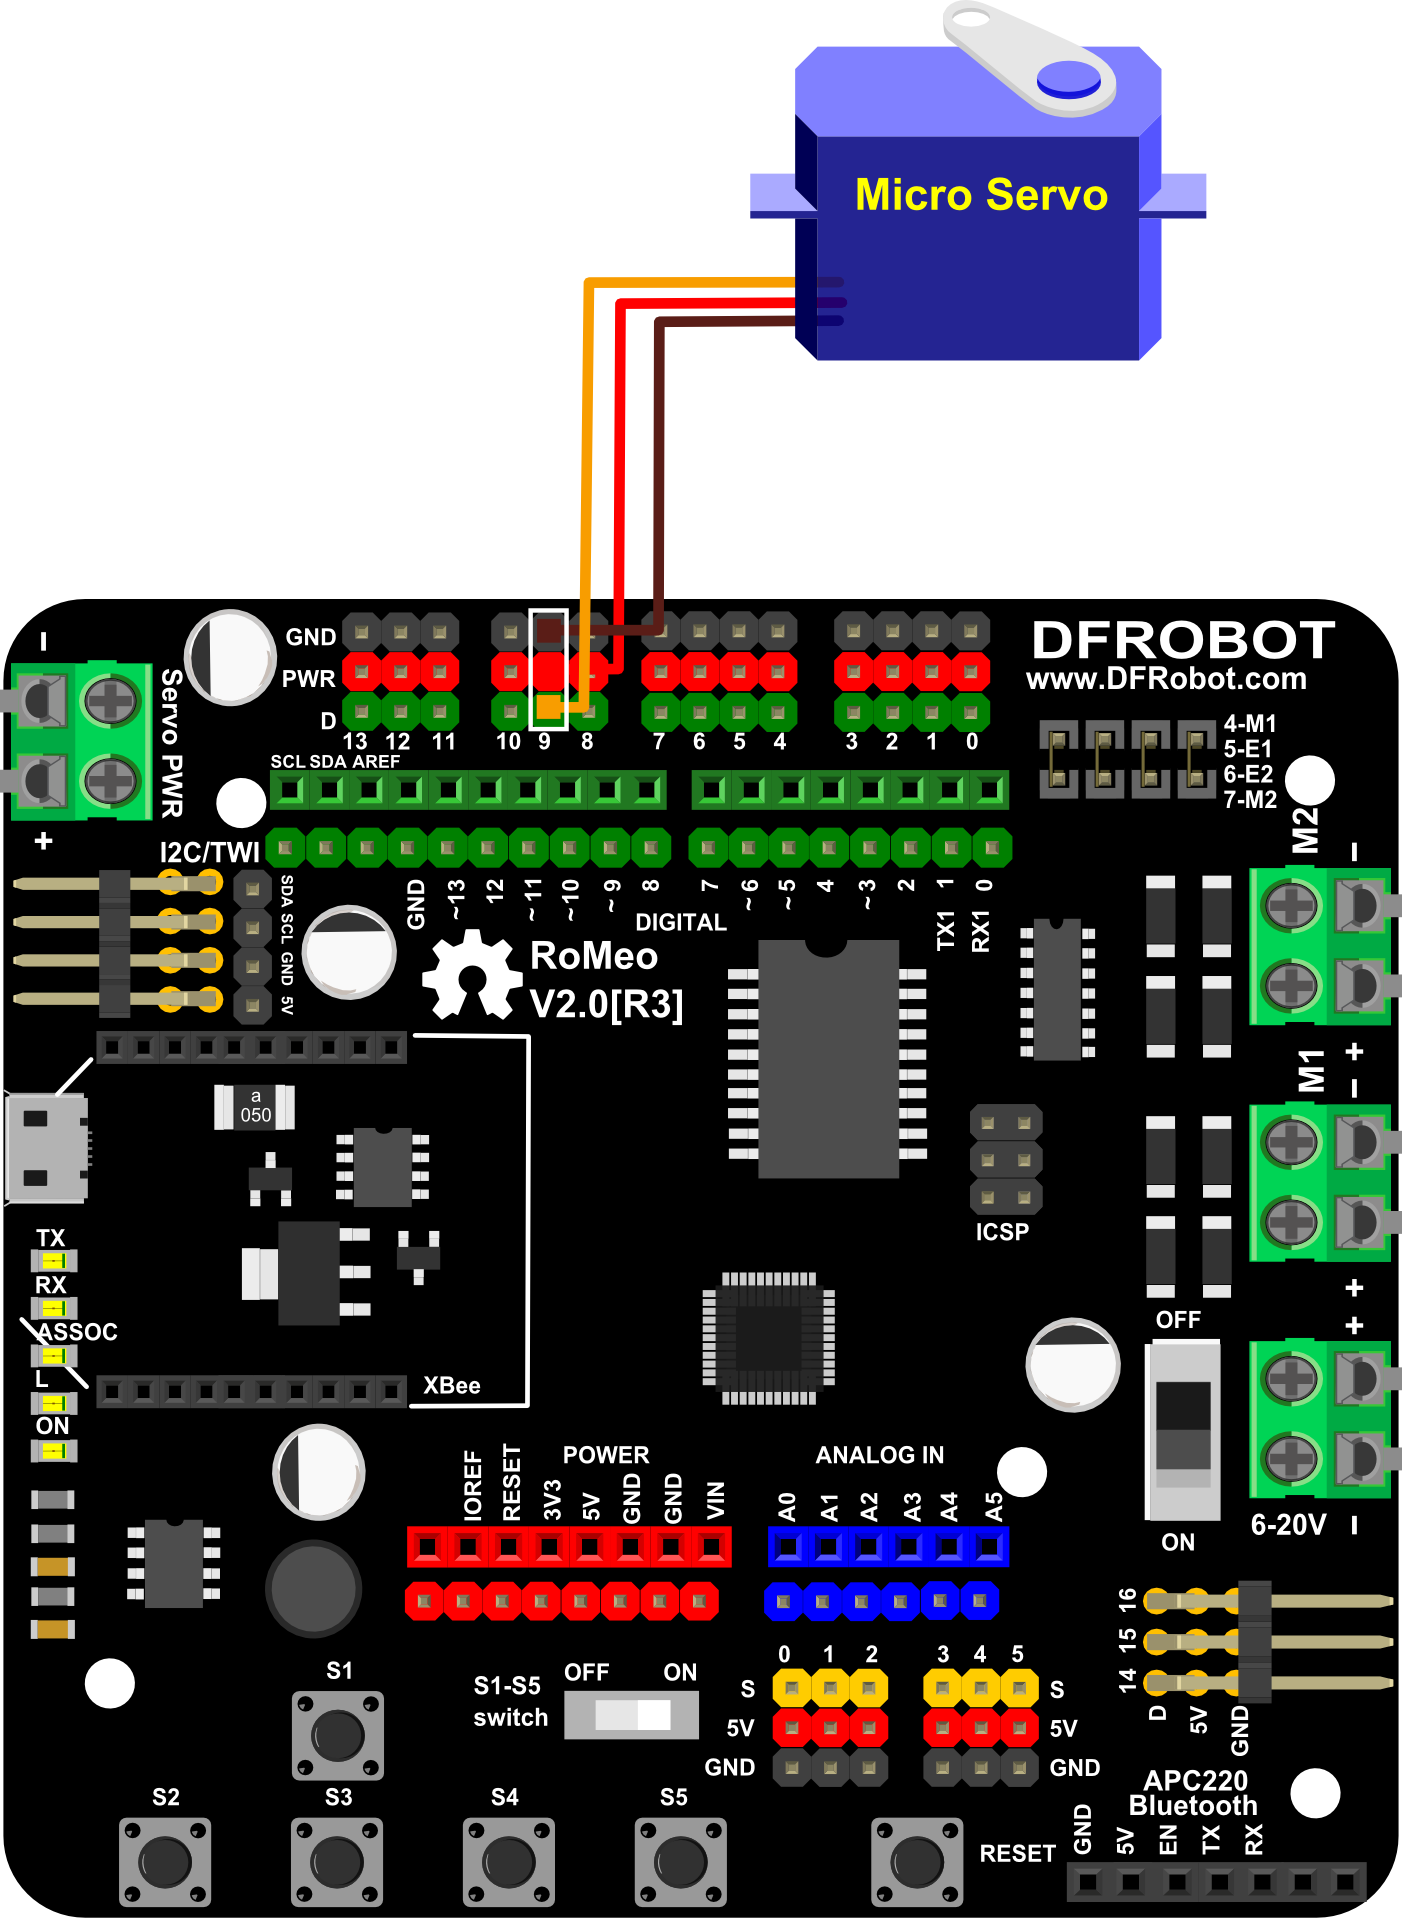 Micro Servo
GND
PWR
D
13 12 11 10 9 8 7 6 5 4 3 2 1 0
DFROBOT
www.DFRobot.com
4-M1
5-E1
6-E2
7-M2
-
Servo PWR
+
SCL SDA AREF
I2C/TWI
SDA SCL GND 5V
GND ~13 12 ~11 ~10 ~9 8 7 ~6 ~5 4 ~3 2 1 0
TX1 RX1
DIGITAL
RoMeo
V2.0[R3]
M2
-
+
M1
-
+
a
050
ICSP
TX
RX
ASSOC
L
ON
XBee
OFF
ON
+
6-20V
-
POWER
IOREF RESET 3V3 5V GND GND VIN
ANALOG IN
A0 A1 A2 A3 A4 A5
16
15
14
D 5V GND
0 1 2 3 4 5
S S
5V 5V
GND GND
S1-S5
switch
OFF ON
S1
S2 S3 S4 S5
RESET
APC220
Bluetooth
GND 5V EN TX RX